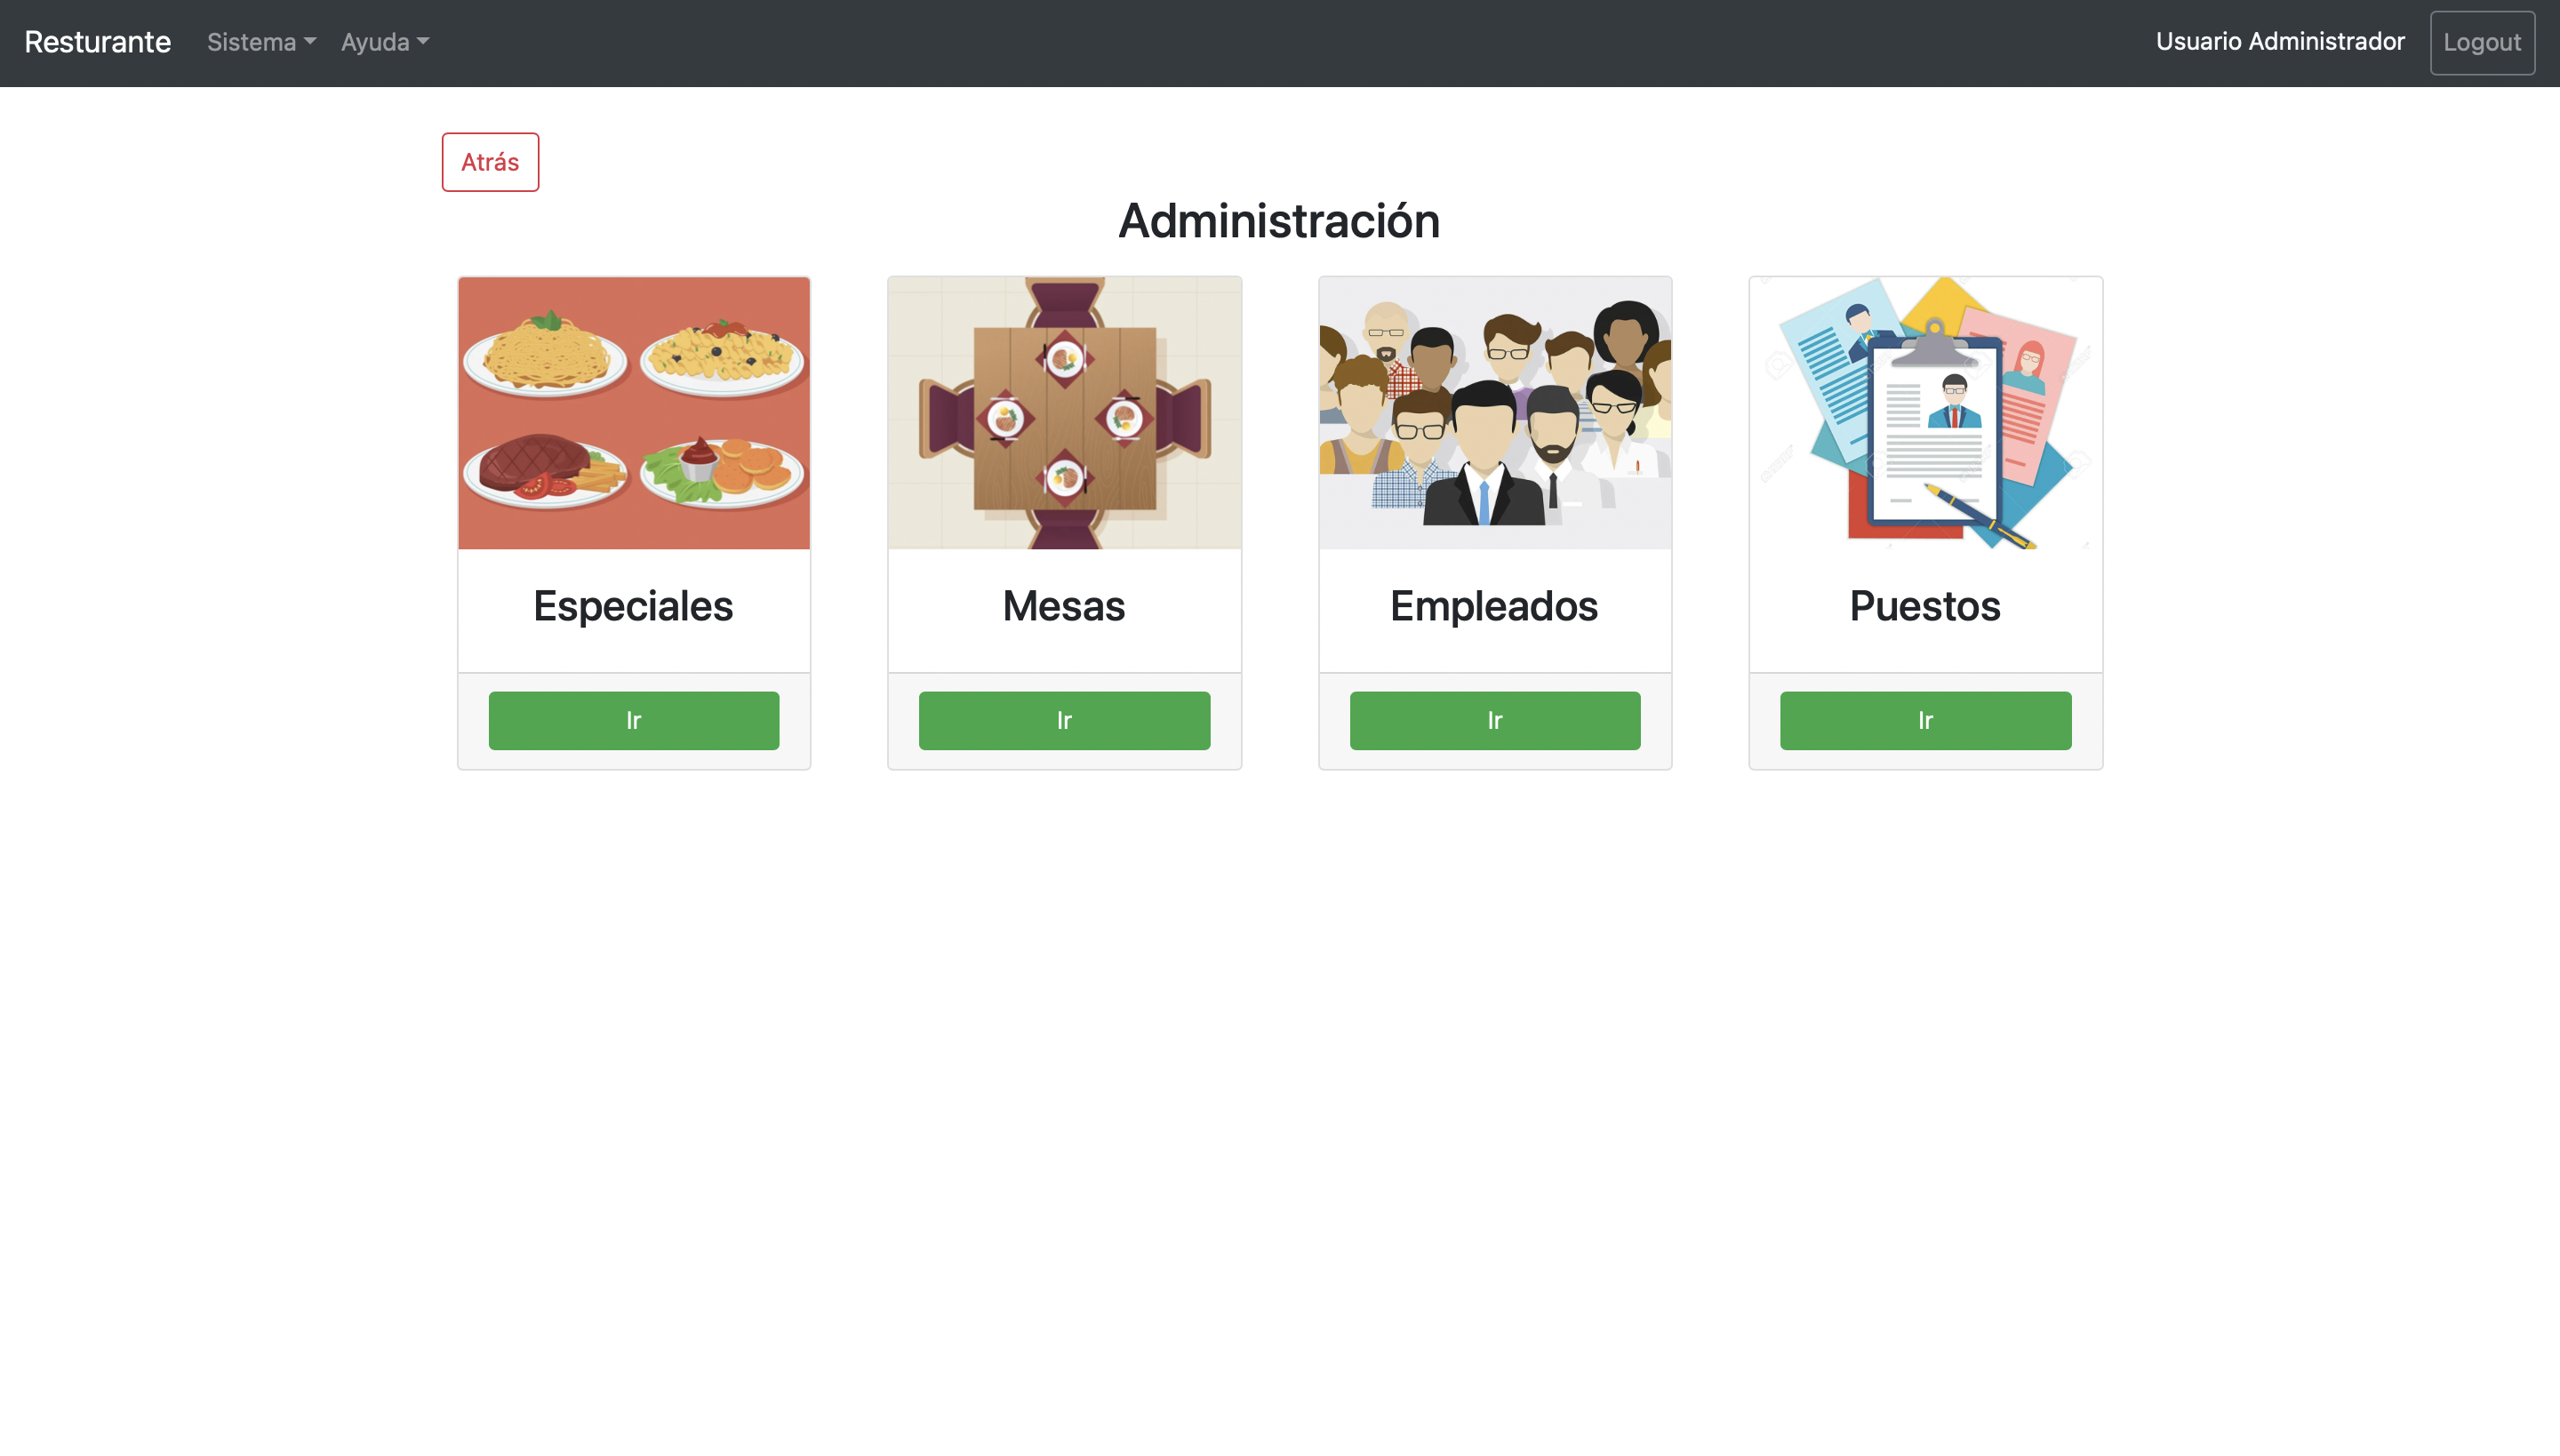 Resturante Sistema Ayuda Usuario Administrador Logout
Atrás
Administración
Especiales Mesas Empleados Puestos
Ir Ir Ir Ir